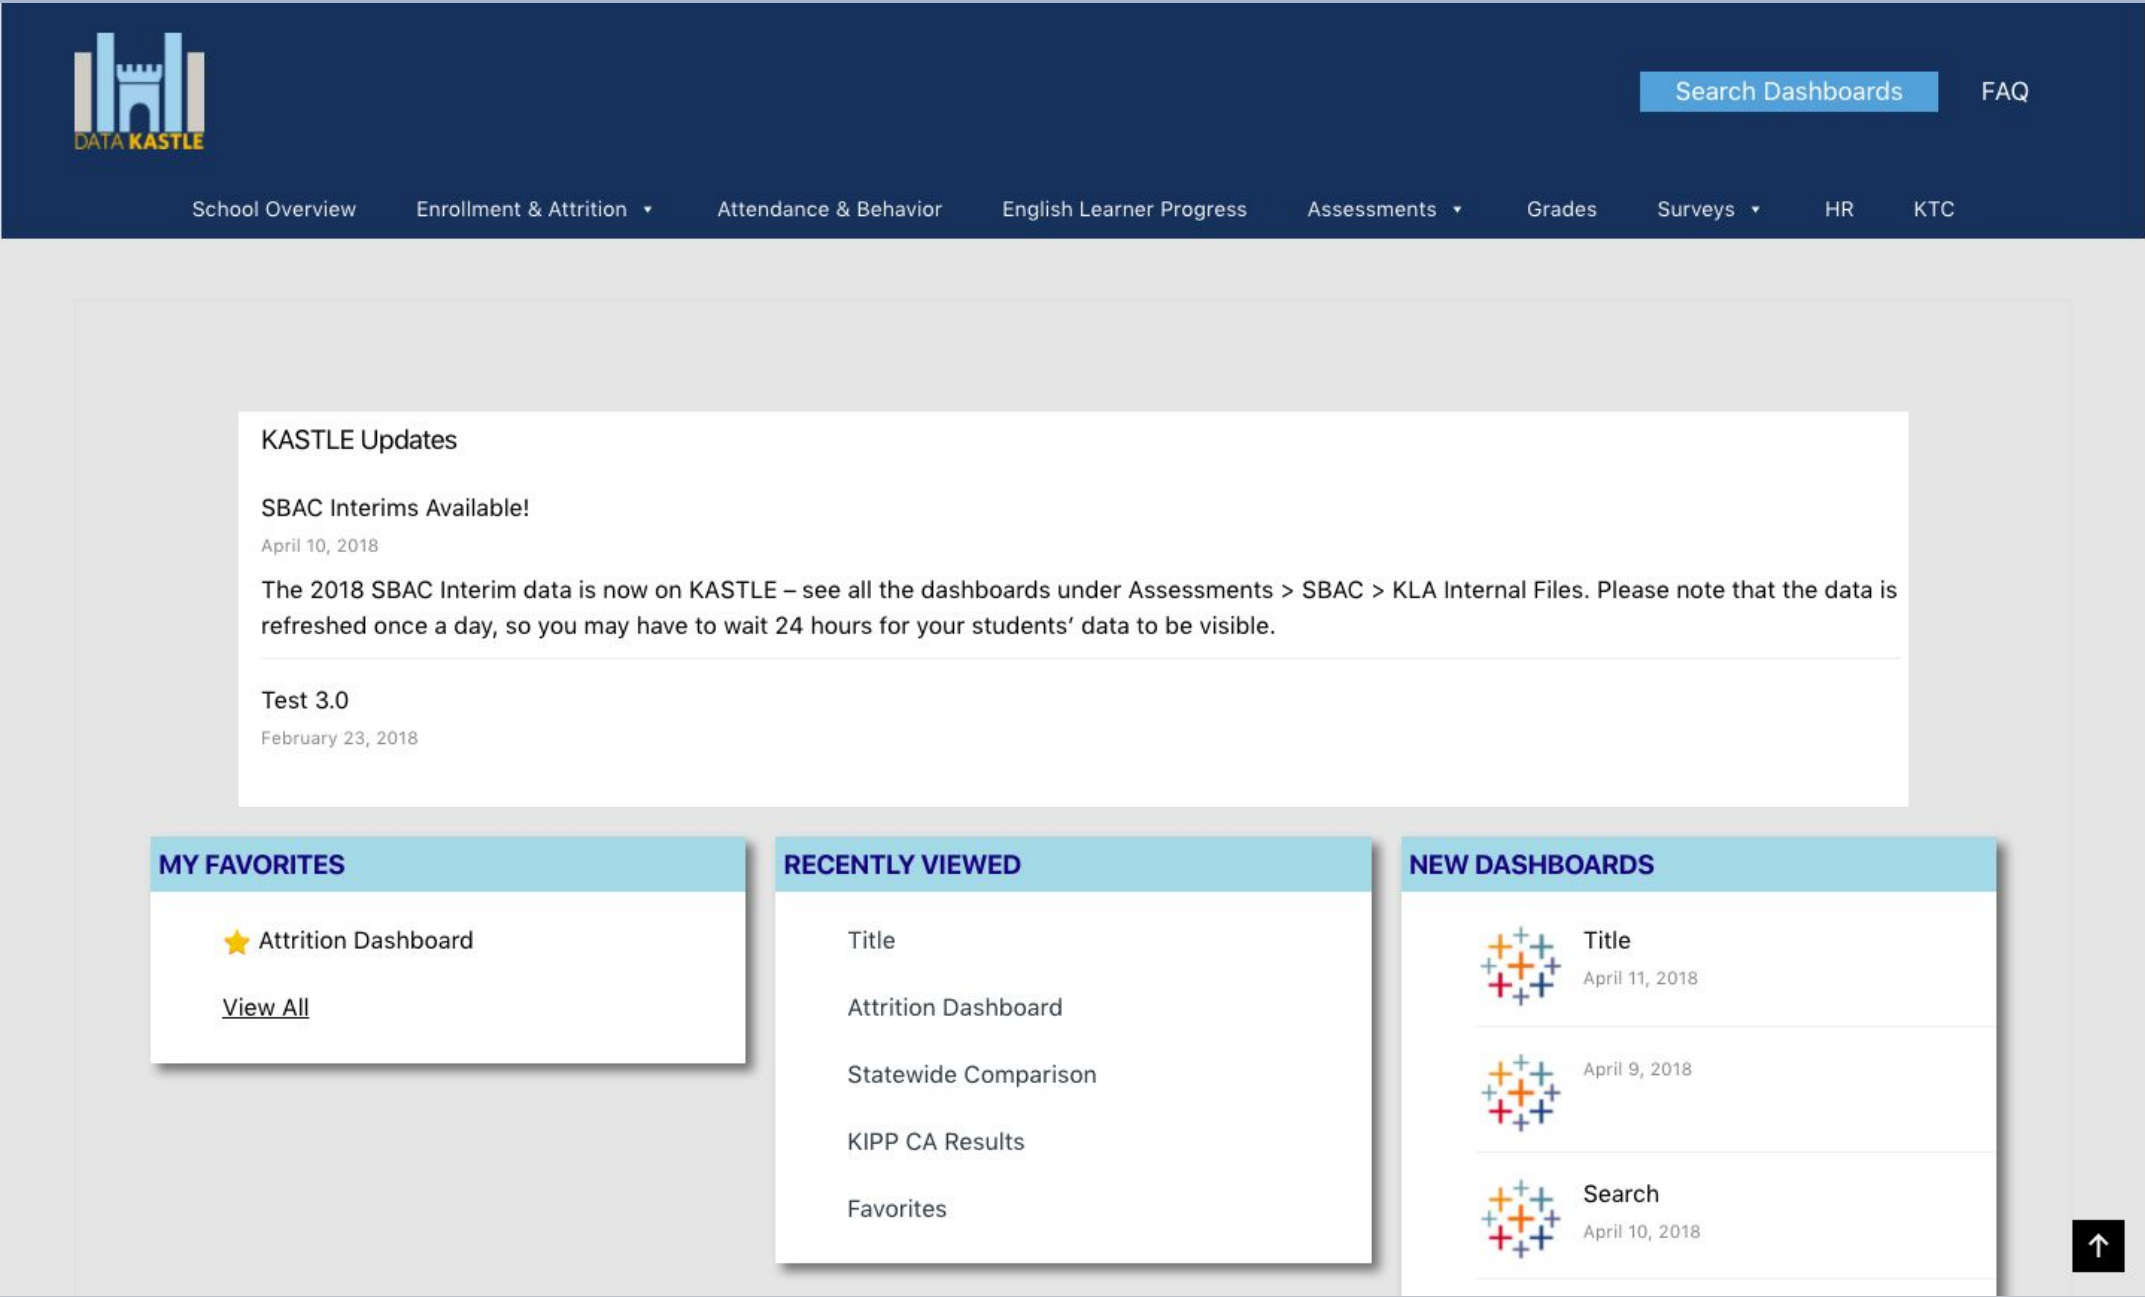 DATA KASTLE
Search Dashboards
FAQ
School Overview
Enrollment & Attrition
Attendance & Behavior
English Learner Progress
Assessments
Grades
Surveys
HR
KTC
KASTLE Updates
SBAC Interims Available!
April 10, 2018
The 2018 SBAC Interim data is now on KASTLE – see all the dashboards under Assessments > SBAC > KLA Internal Files. Please note that the data is
refreshed once a day, so you may have to wait 24 hours for your students’ data to be visible.
Test 3.0
February 23, 2018
MY FAVORITES
Attrition Dashboard
View All
RECENTLY VIEWED
Title
Attrition Dashboard
Statewide Comparison
KIPP CA Results
Favorites
NEW DASHBOARDS
Title
April 11, 2018
April 9, 2018
Search
April 10, 2018